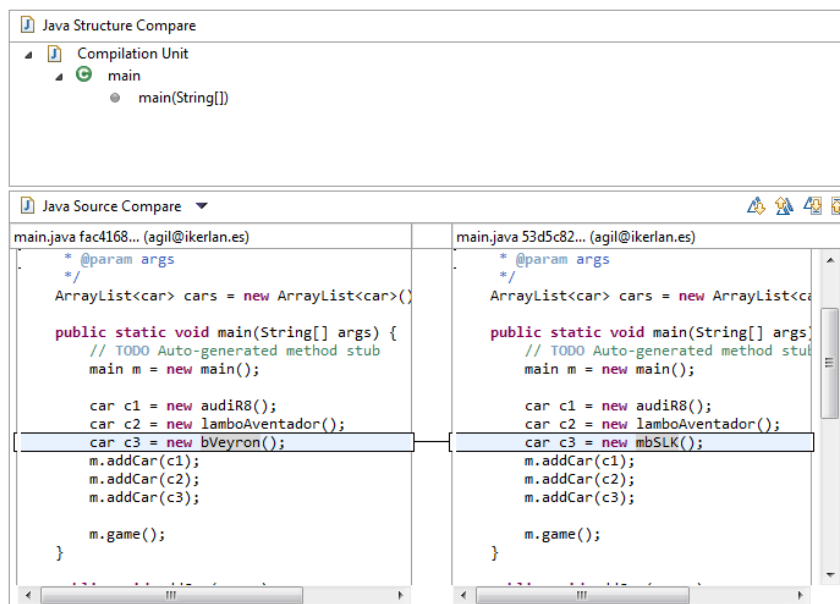 Java Structure Compare
Compilation Unit
main
main(String[])
Java Source Compare
main.java fac4168... (agil@ikerlan.es)
* @param args
*/
ArrayList<car> cars = new ArrayList<car>()
public static void main(String[] args) {
// TODO Auto-generated method stub
main m = new main();
car c1 = new audiR8();
car c2 = new lamboAventador();
car c3 = new bVeyron();
m.addCar(c1);
m.addCar(c2);
m.addCar(c3);
m.game();
}
main.java 53d5c82... (agil@ikerlan.es)
* @param args
*/
ArrayList<car> cars = new ArrayList<ca
public static void main(String[] args)
// TODO Auto-generated method stub
main m = new main();
car c1 = new audiR8();
car c2 = new lamboAventador();
car c3 = new mbSLK();
m.addCar(c1);
m.addCar(c2);
m.addCar(c3);
m.game();
}